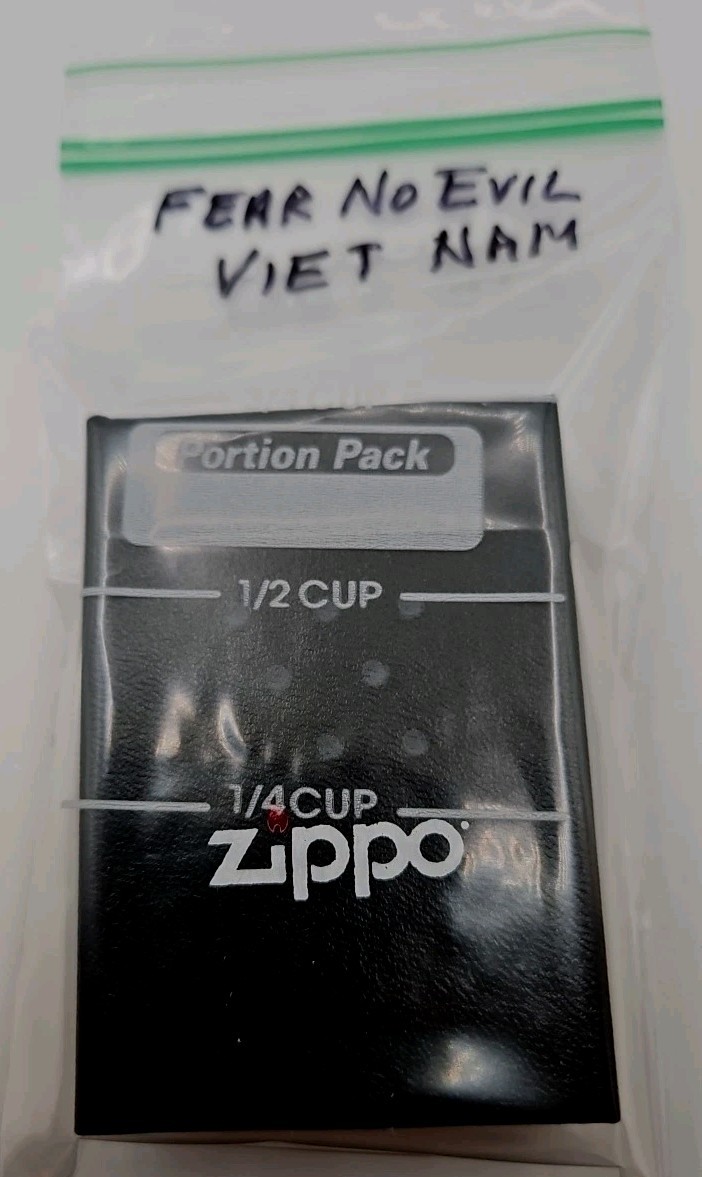 FEAR NO EVIL
VIET NAM
Portion Pack
1/2 CUP
1/4 CUP
zippo